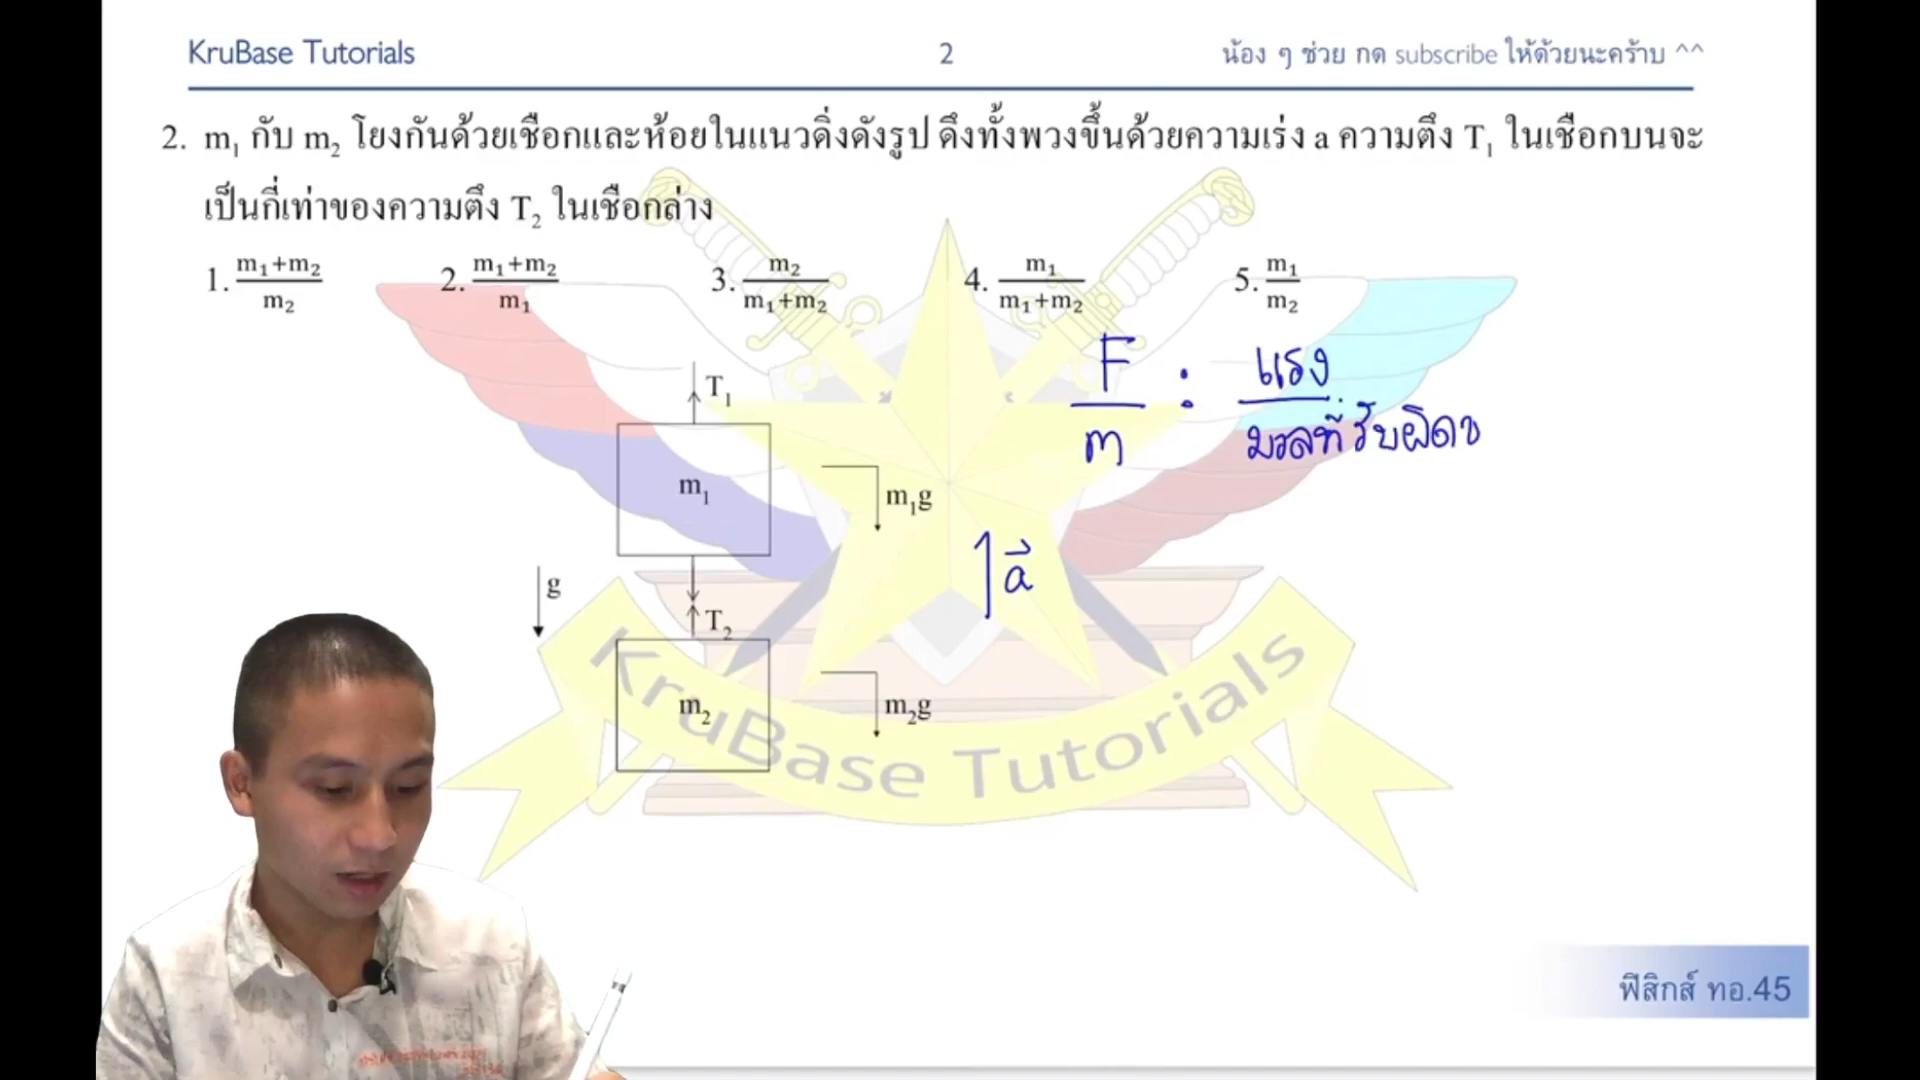 KruBase Tutorials 2 น้อง ๆ ช่วย กด subscribe ให้ด้วยนะคร้าบ ^^
2. m₁ กับ m₂ โยงกันด้วยเชือกและห้อยในแนวดิ่งดังรูป ดึงทั้งพวงขึ้นด้วยความเร่ง a ความตึง T₁ ในเชือกบนจะ
เป็นกี่เท่าของความตึง T₂ ในเชือกล่าง
1. (m₁+m₂)/m₂ 2. (m₁+m₂)/m₁ 3. m₂/(m₁+m₂) 4. m₁/(m₁+m₂) 5. m₁/m₂
F/m : แรง/มวลที่รับผิดช
T₁
m₁
m₁g
a⃗
g
T₂
m₂
m₂g
KruBase Tutorials
ฟิสิกส์ ทอ.45